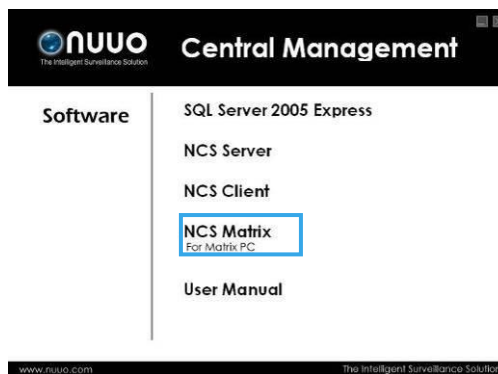 nuuo
The Intelligent Surveillance Solution
Central Management
Software
SQL Server 2005 Express
NCS Server
NCS Client
NCS Matrix
For Matrix PC
User Manual
www.nuuo.com
The Intelligent Surveillance Solution